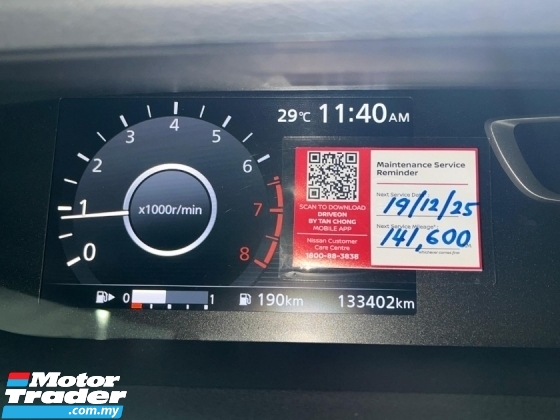 29°C 11:40AM
4
3 5
2 6
1 x1000r/min 7
0 8
0 1 190km 133402km
SCAN TO DOWNLOAD
DRIVEON
BY TAN CHONG
MOBILE APP
Nissan Customer
Care Centre
1800-88-3838
Maintenance Service
Reminder
Next Service Date
19/12/25
Next Service Mileage
141,600
km
MotorTrader
.com.my